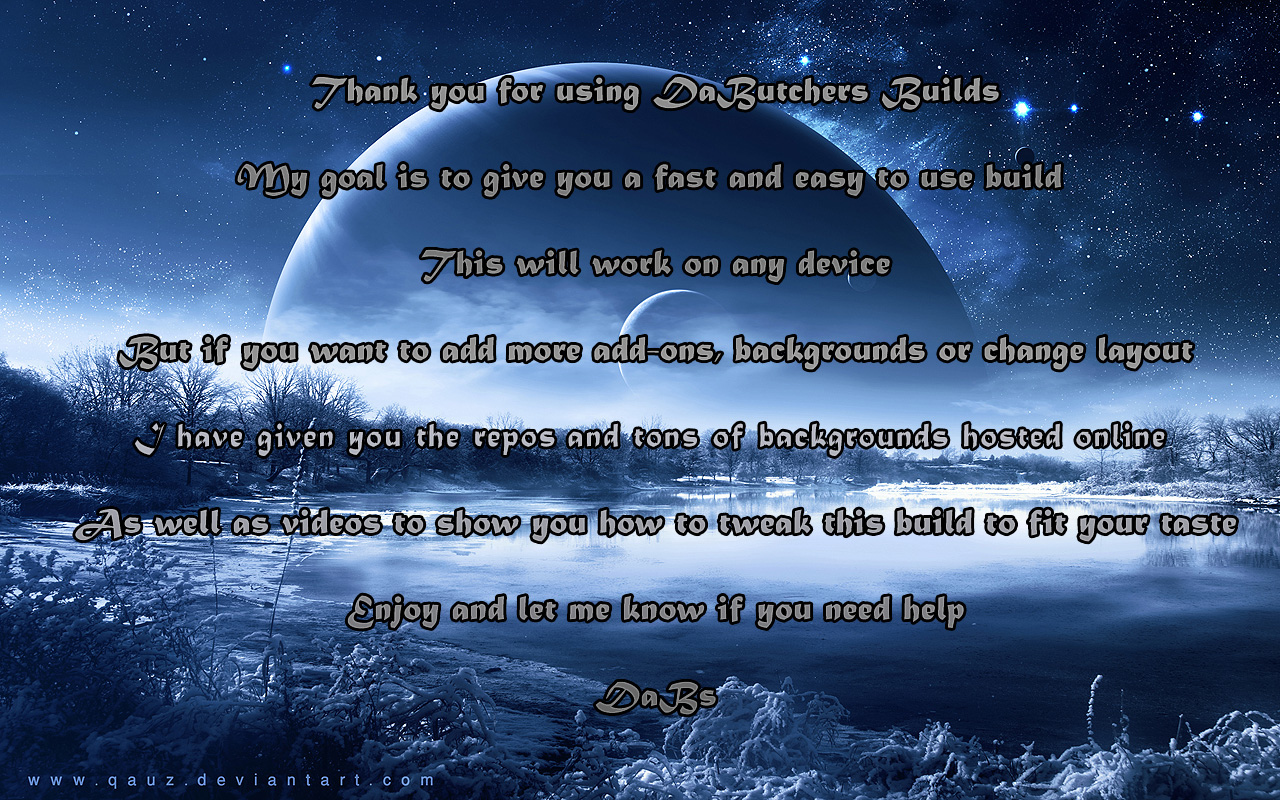 Thank you for using DaButchers Builds
My goal is to give you a fast and easy to use build
This will work on any device
But if you want to add more add-ons, backgrounds or change layout
I have given you the repos and tons of backgrounds hosted online
As well as videos to show you how to tweak this build to fit your taste
Enjoy and let me know if you need help
DaBs
www.qauz.deviantart.com